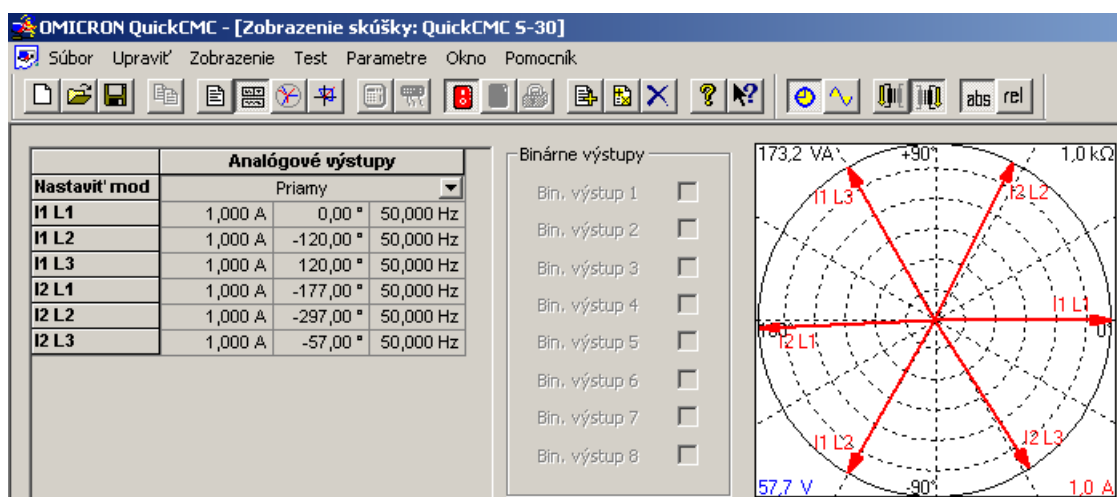 OMICRON QuickCMC - [Zobrazenie skúšky: QuickCMC S-30]
Súbor Upraviť Zobrazenie Test Parametre Okno Pomocník
abs rel
Analógové výstupy
Nastaviť mod Priamy
I1 L1 1,000 A 0,00 ° 50,000 Hz
I1 L2 1,000 A -120,00 ° 50,000 Hz
I1 L3 1,000 A 120,00 ° 50,000 Hz
I2 L1 1,000 A -177,00 ° 50,000 Hz
I2 L2 1,000 A -297,00 ° 50,000 Hz
I2 L3 1,000 A -57,00 ° 50,000 Hz
Binárne výstupy
Bin. výstup 1
Bin. výstup 2
Bin. výstup 3
Bin. výstup 4
Bin. výstup 5
Bin. výstup 6
Bin. výstup 7
Bin. výstup 8
173,2 VA +90° 1,0 kΩ
I1 L3 I2 L2
I1 L1
180 0°
I2 L1
I1 L2 I2 L3
57,7 V -90° 1,0 A